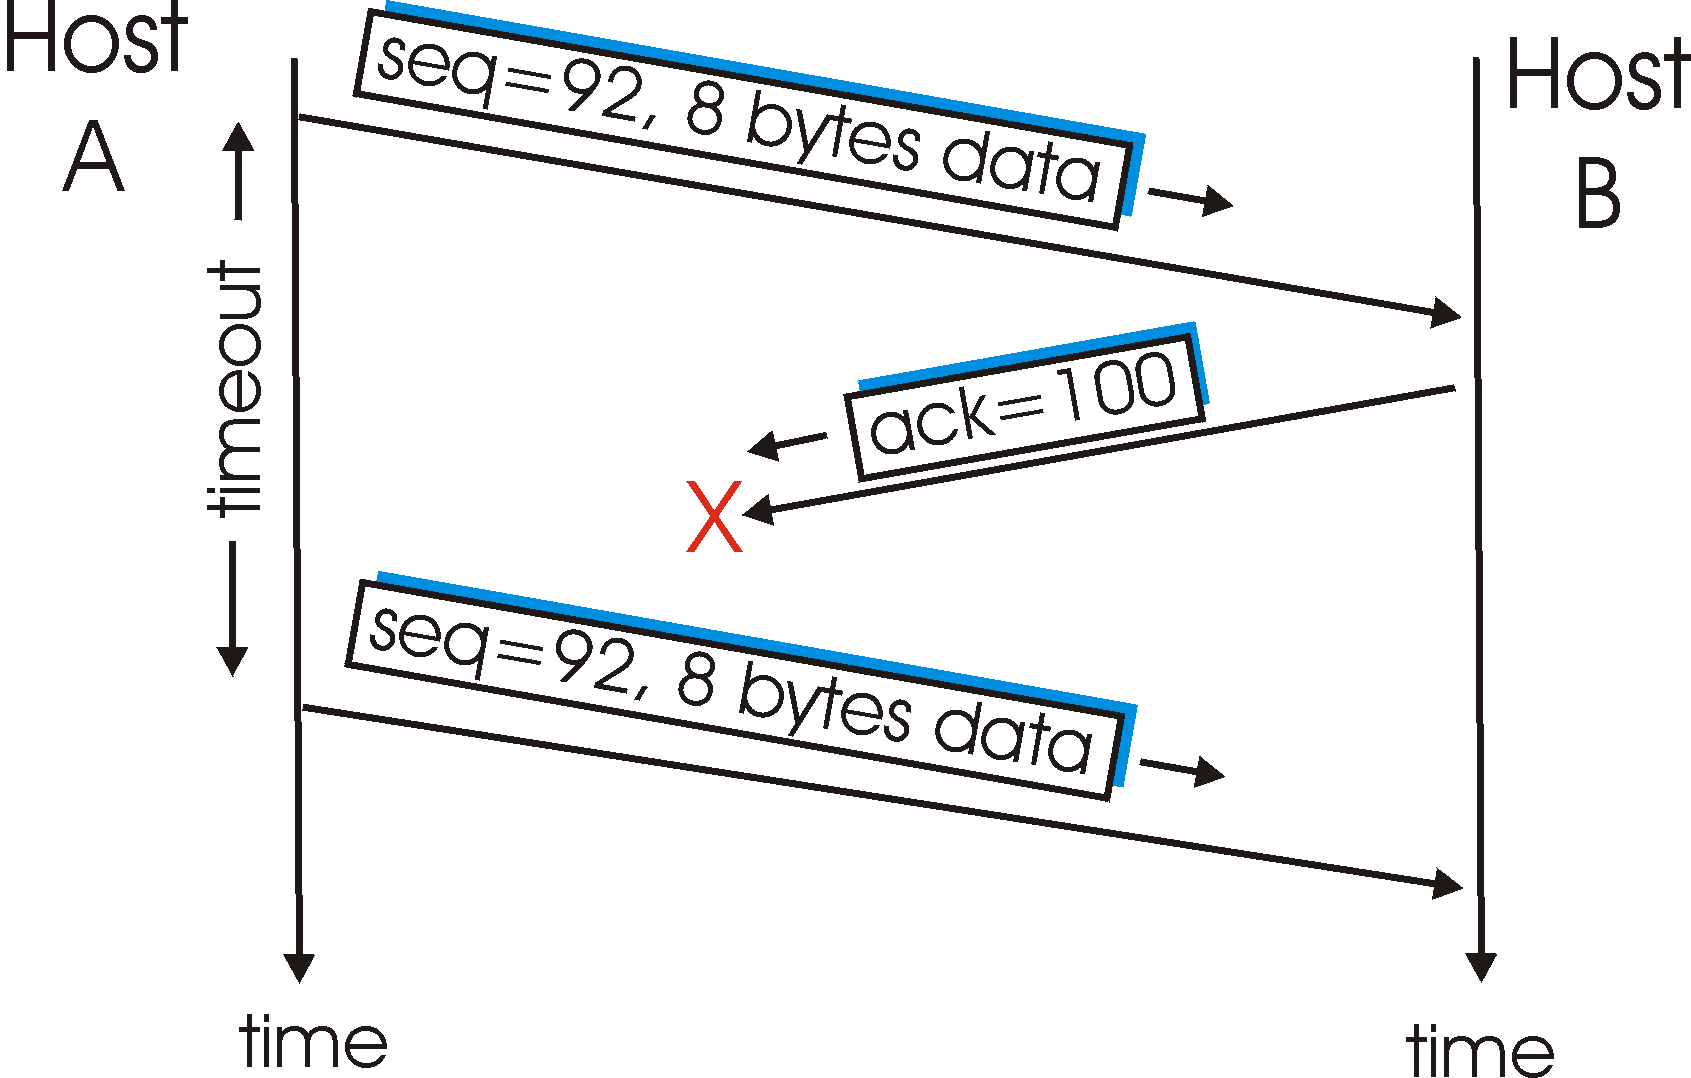 Host
A
seq=92, 8 bytes data
Host
B
timeout
ack=100
X
seq=92, 8 bytes data
time
time